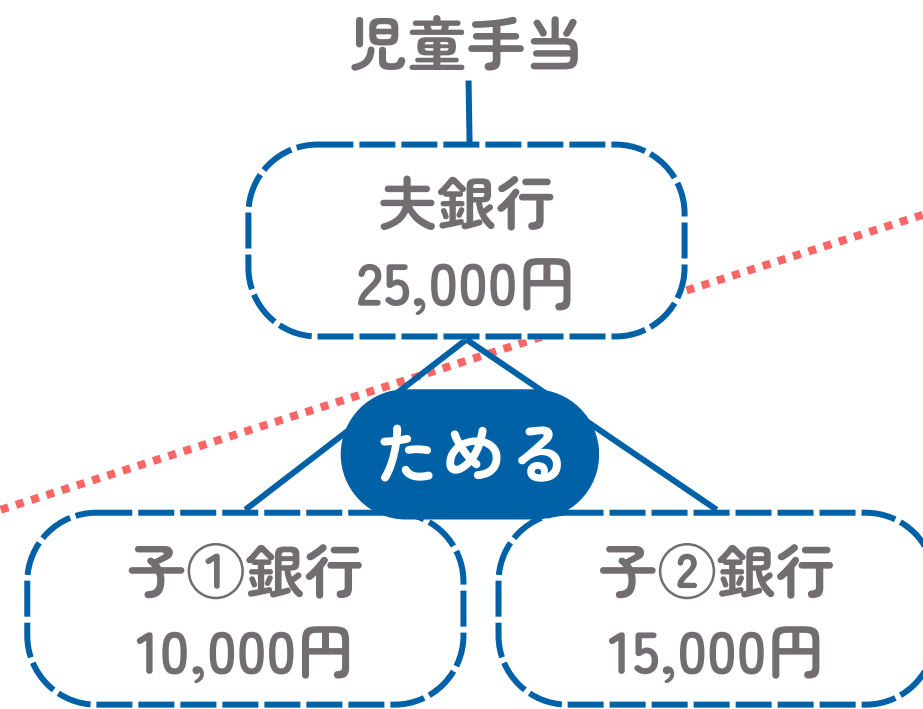 児童手当
夫銀行
25,000円
ためる
子①銀行
10,000円
子②銀行
15,000円